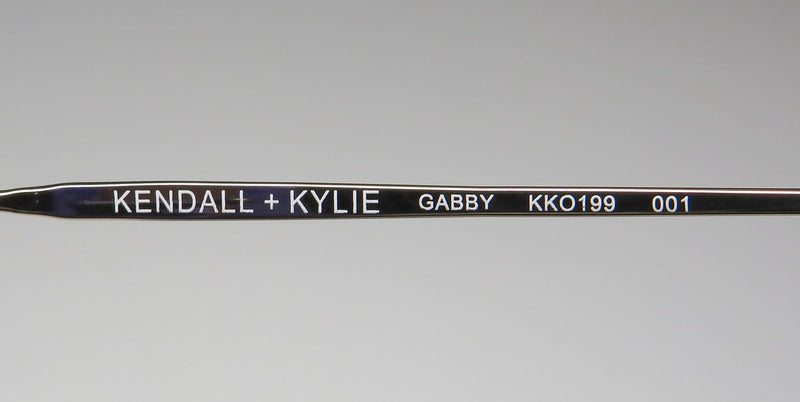 KENDALL + KYLIE GABBY KKO199 001